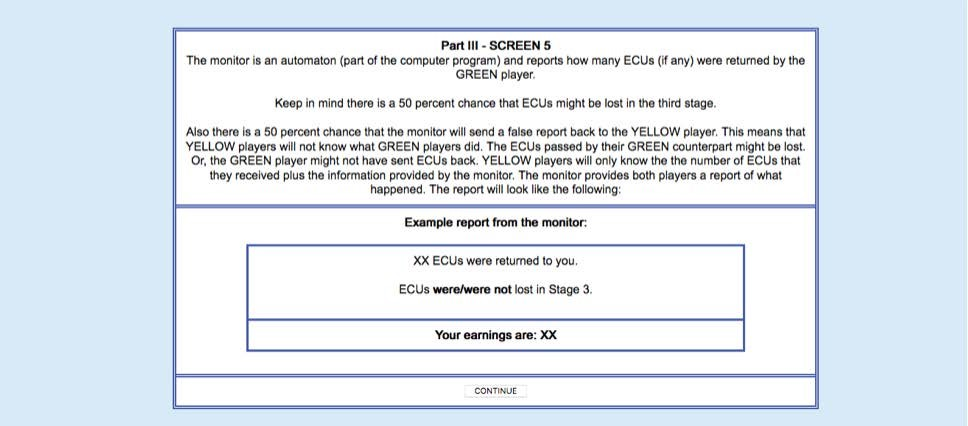 Part III - SCREEN 5
The monitor is an automaton (part of the computer program) and reports how many ECUs (if any) were returned by the
GREEN player.
Keep in mind there is a 50 percent chance that ECUs might be lost in the third stage.
Also there is a 50 percent chance that the monitor will send a false report back to the YELLOW player. This means that
YELLOW players will not know what GREEN players did. The ECUs passed by their GREEN counterpart might be lost.
Or, the GREEN player might not have sent ECUs back. YELLOW players will only know the the number of ECUs that
they received plus the information provided by the monitor. The monitor provides both players a report of what
happened. The report will look like the following:
Example report from the monitor:
XX ECUs were returned to you.
ECUs were/were not lost in Stage 3.
Your earnings are: XX
CONTINUE